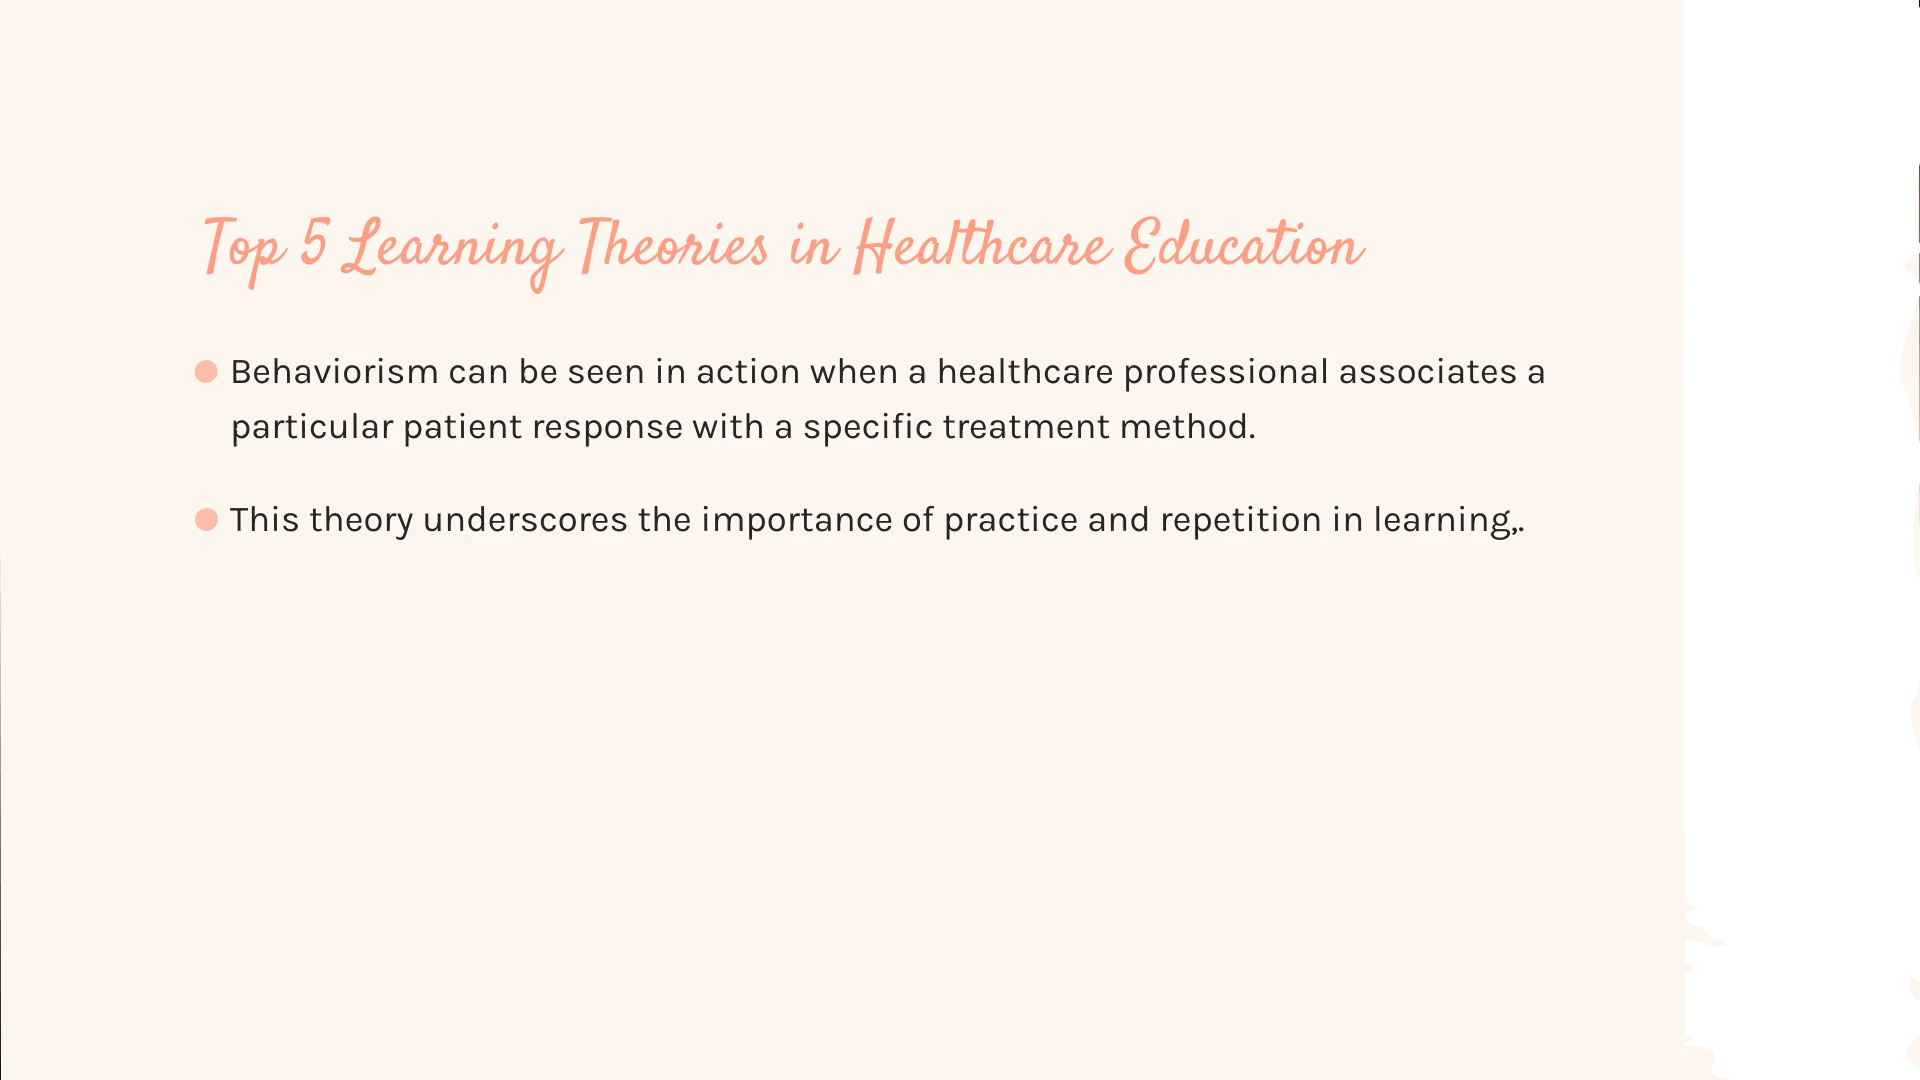 Top 5 Learning Theories in Healthcare Education
Behaviorism can be seen in action when a healthcare professional associates a
particular patient response with a specific treatment method.
This theory underscores the importance of practice and repetition in learning,.